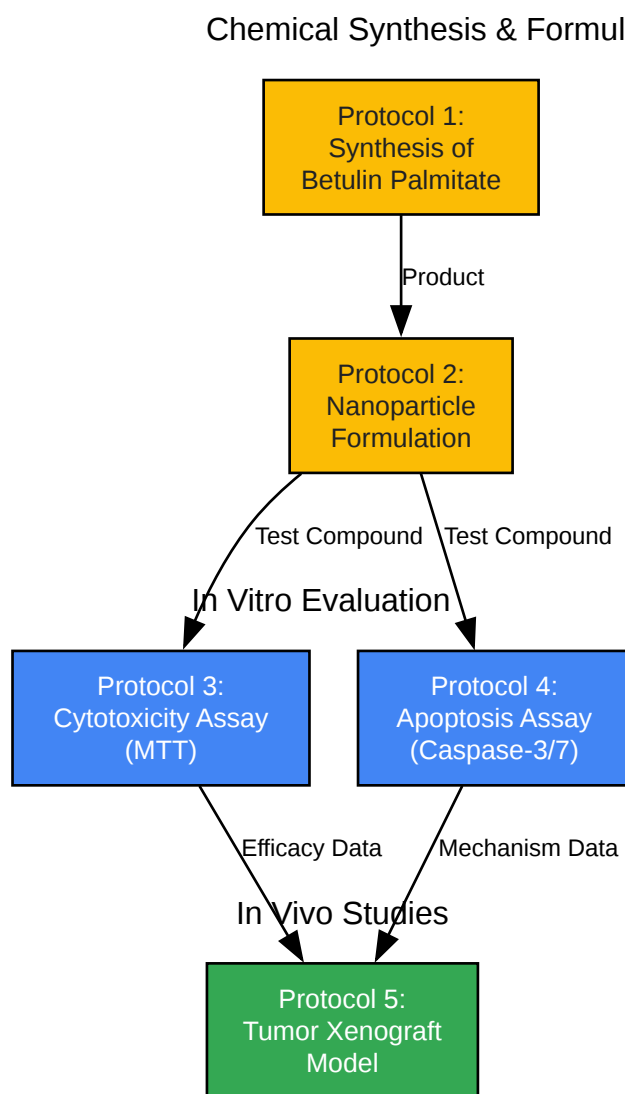 Chemical Synthesis & Formul
Protocol 1:
Synthesis of
Betulin Palmitate
Product
Protocol 2:
Nanoparticle
Formulation
Test Compound
Test Compound
In Vitro Evaluation
Protocol 3:
Cytotoxicity Assay
(MTT)
Protocol 4:
Apoptosis Assay
(Caspase-3/7)
Efficacy Data
Mechanism Data
In Vivo Studies
Protocol 5:
Tumor Xenograft
Model